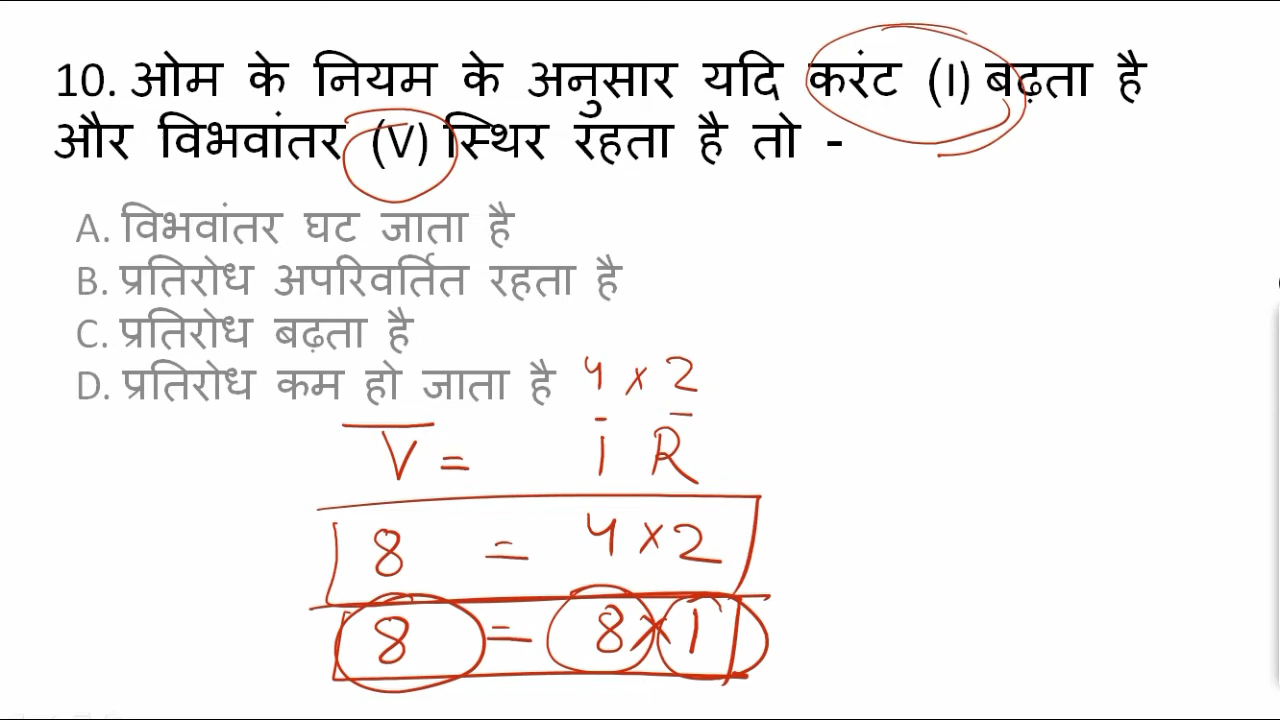 10. ओम के नियम के अनुसार यदि करंट (I) बढ़ता है
और विभवांतर (V) स्थिर रहता है तो -
A. विभवांतर घट जाता है
B. प्रतिरोध अपरिवर्तित रहता है
C. प्रतिरोध बढ़ता है
D. प्रतिरोध कम हो जाता है 4 x 2
V = i R
8 = 4 x 2
8 = 8 x 1